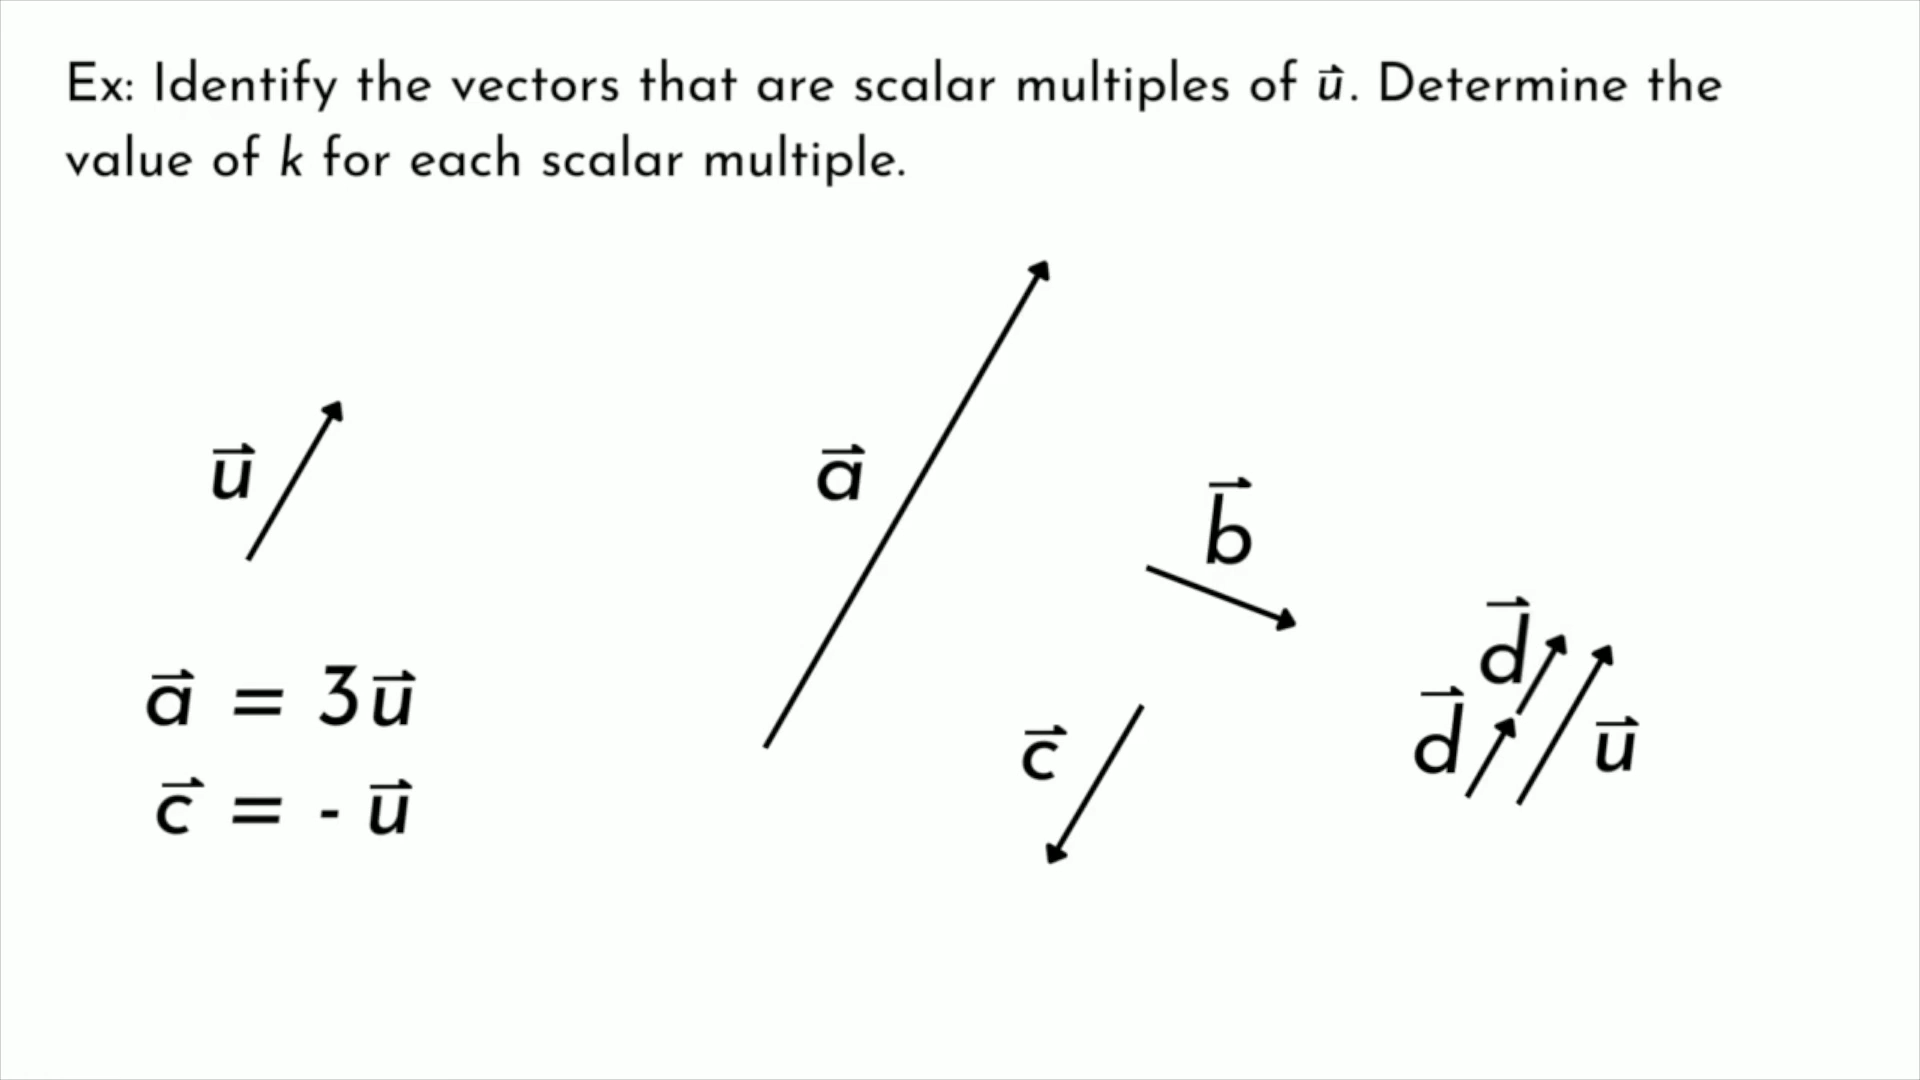 Ex: Identify the vectors that are scalar multiples of u⃗. Determine the
value of k for each scalar multiple.
u⃗
a⃗
b⃗
d⃗
d⃗
u⃗
c⃗
a⃗ = 3u⃗
c⃗ = - u⃗